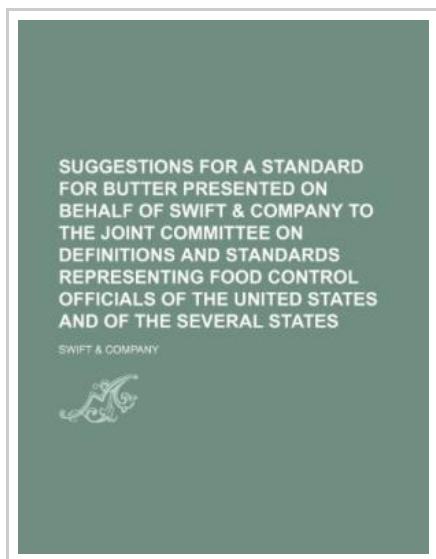 SUGGESTIONS FOR A STANDARD
FOR BUTTER PRESENTED ON
BEHALF OF SWIFT & COMPANY TO
THE JOINT COMMITTEE ON
DEFINITIONS AND STANDARDS
REPRESENTING FOOD CONTROL
OFFICIALS OF THE UNITED STATES
AND OF THE SEVERAL STATES
SWIFT & COMPANY